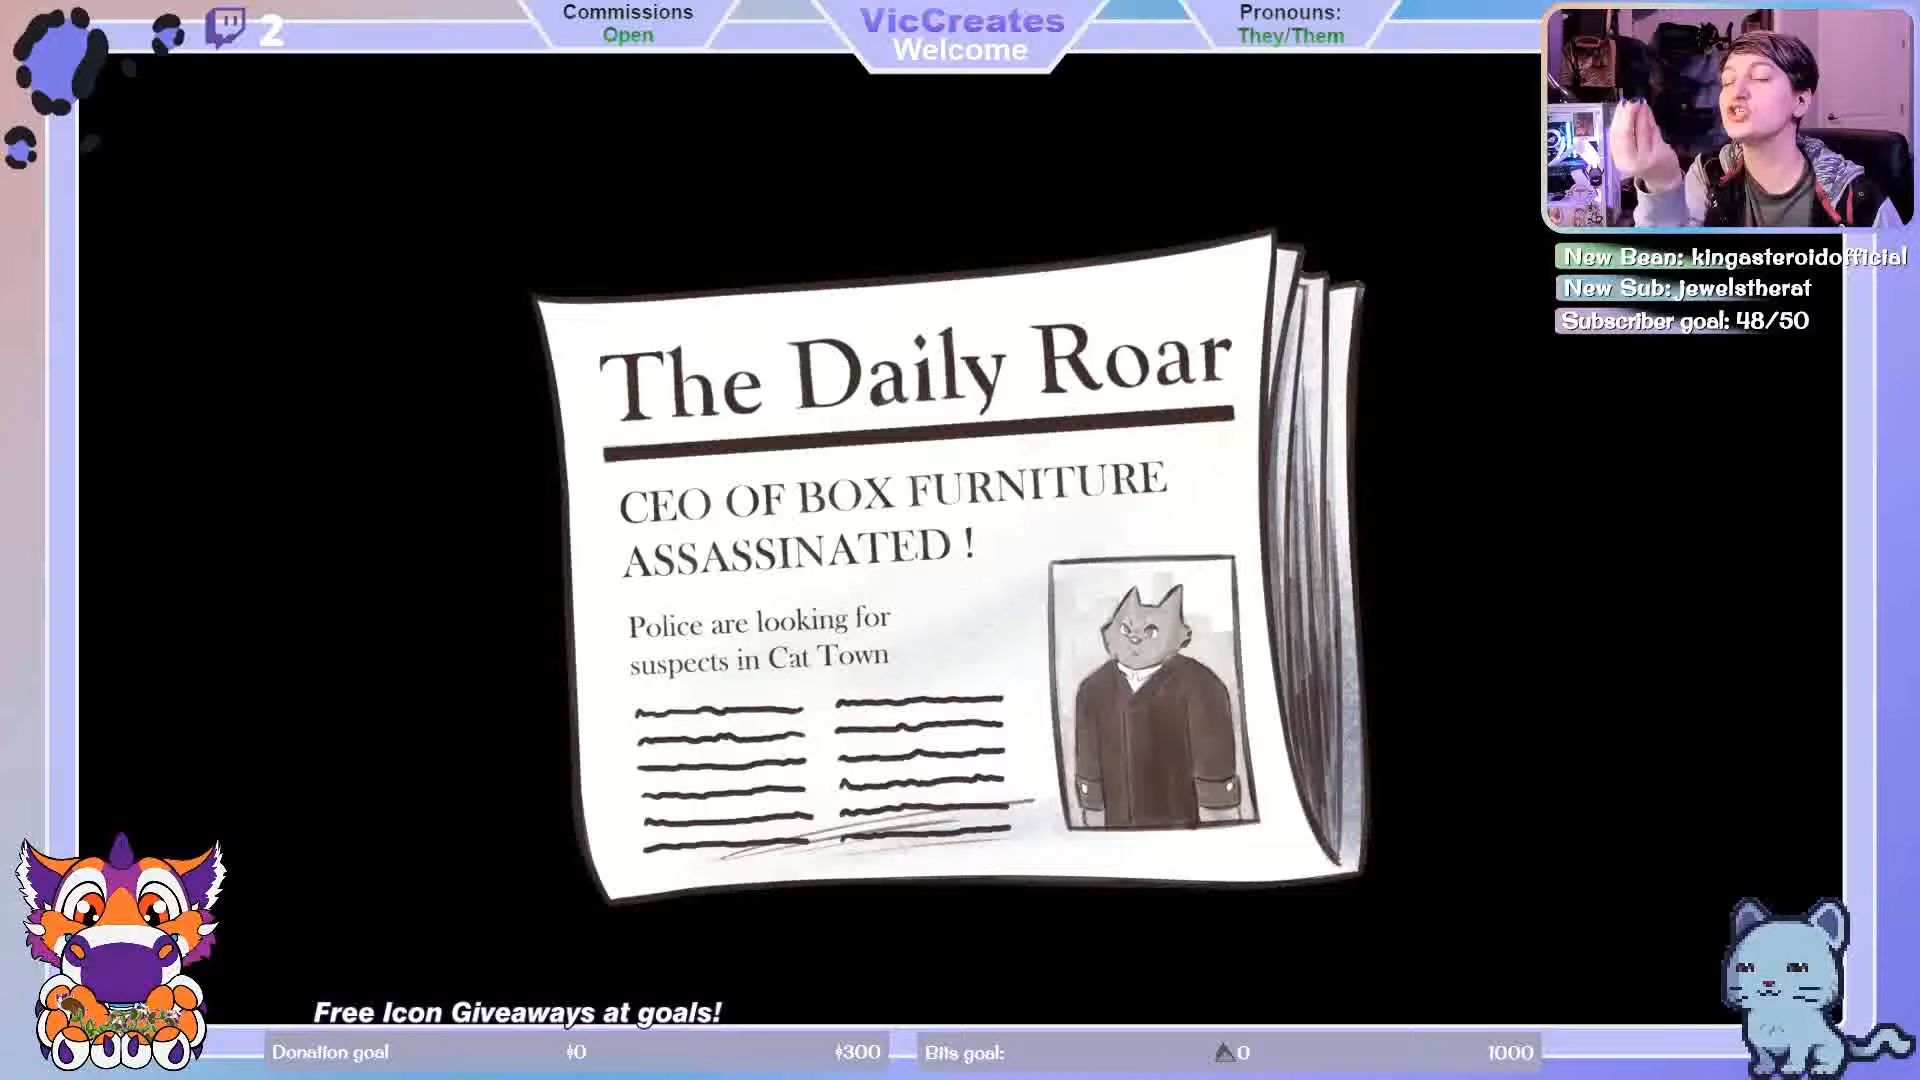 2
Commissions
Open
VicCreates
Welcome
Pronouns:
They/Them
New Bean: kingasteroidofficial
New Sub: jewelstherat
Subscriber goal: 48/50
The Daily Roar
CEO OF BOX FURNITURE
ASSASSINATED !
Police are looking for
suspects in Cat Town
Free Icon Giveaways at goals!
Donation goal $0 $300
Bits goal: 0 1000